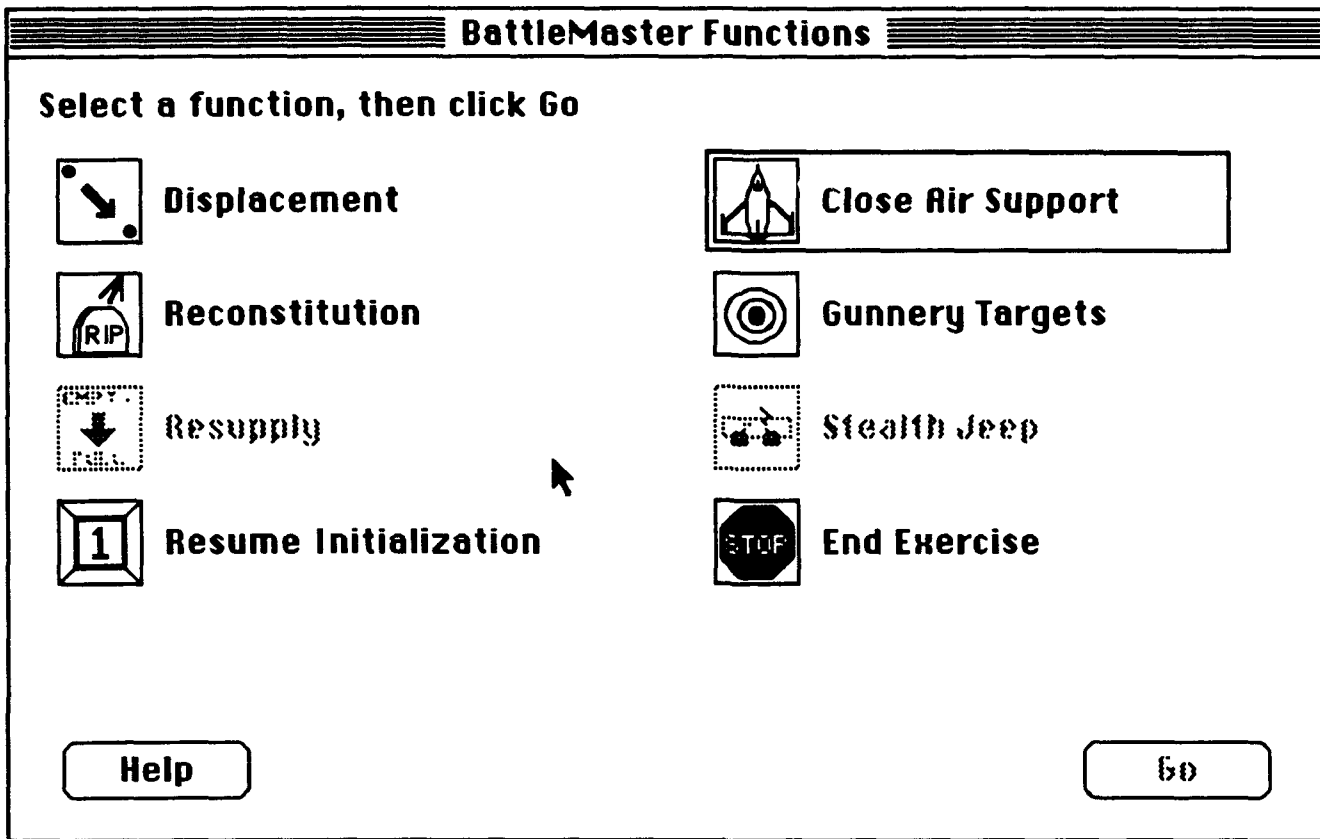 BattleMaster Functions
Select a function, then click Go
Displacement
Close Air Support
RIP
Reconstitution
Gunnery Targets
EMPTY
Resupply
FULL
Stealth Jeep
1
Resume Initialization
STOP
End Exercise
Help
Go